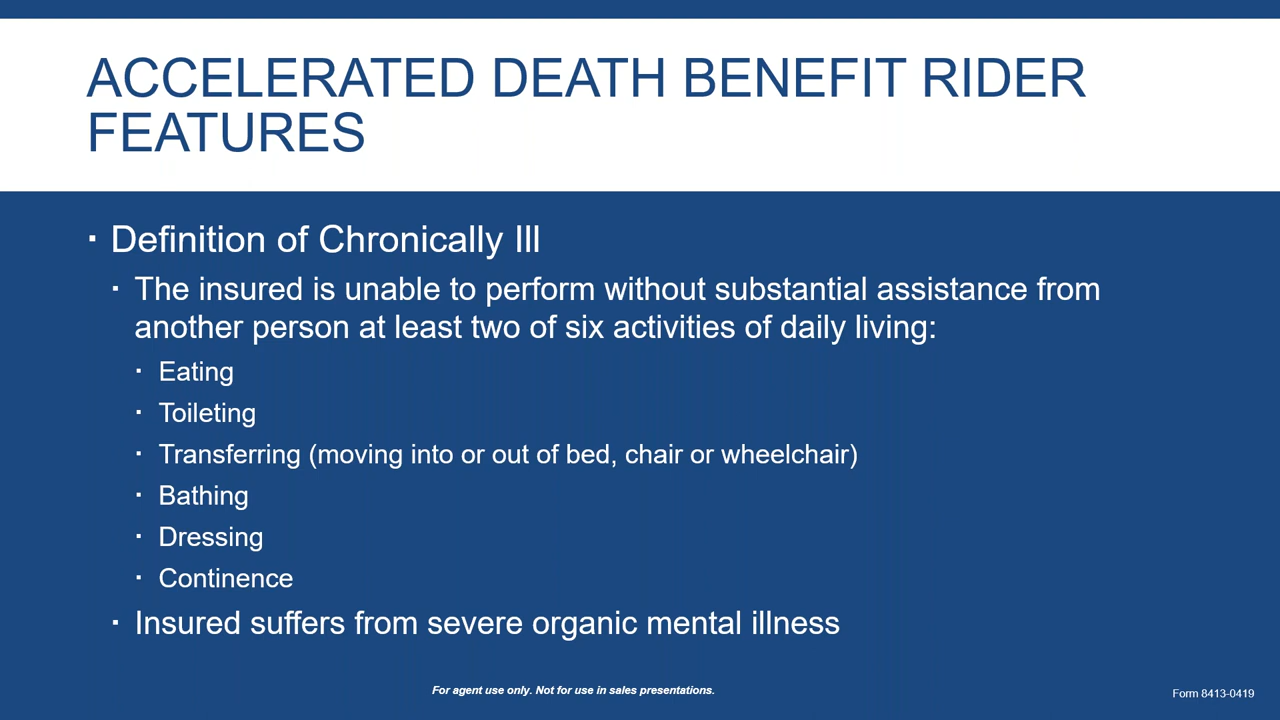 ACCELERATED DEATH BENEFIT RIDER
FEATURES
▪ Definition of Chronically Ill
▪ The insured is unable to perform without substantial assistance from
another person at least two of six activities of daily living:
▪ Eating
▪ Toileting
▪ Transferring (moving into or out of bed, chair or wheelchair)
▪ Bathing
▪ Dressing
▪ Continence
▪ Insured suffers from severe organic mental illness
For agent use only. Not for use in sales presentations.
Form 8413-0419